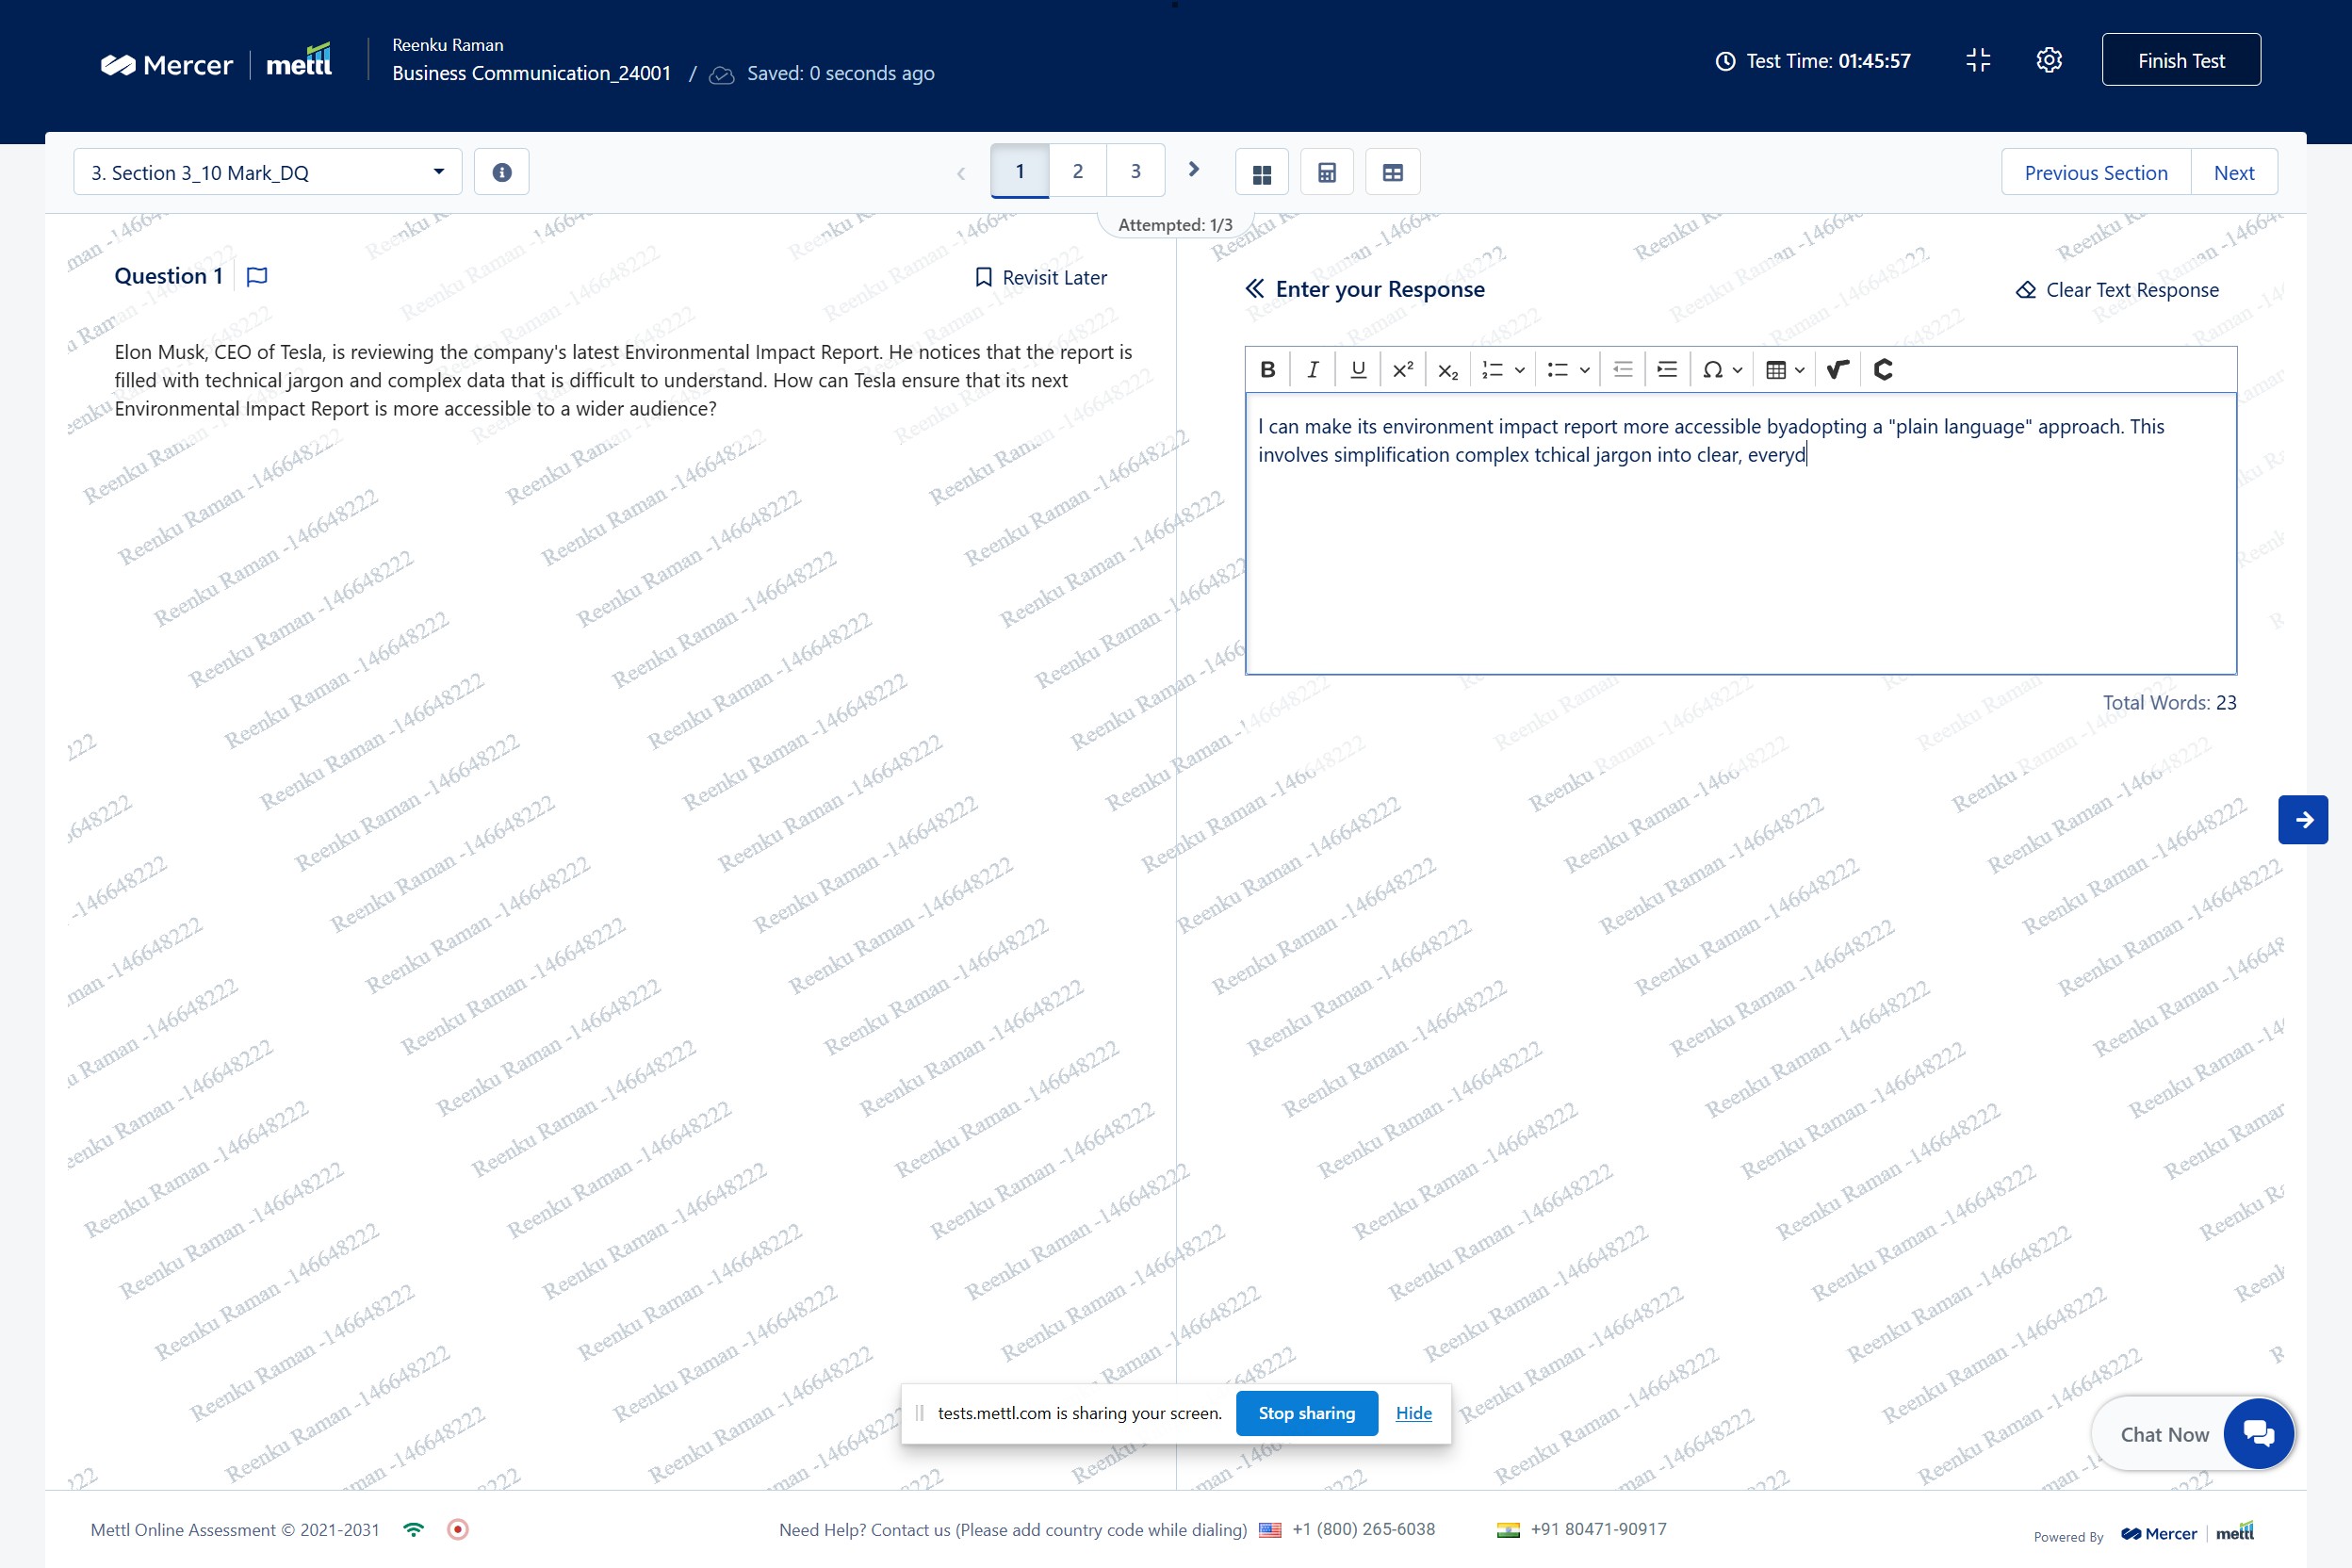 Mercer | mettl
Reenku Raman
Business Communication_24001 / Saved: 0 seconds ago
Test Time: 01:45:57
Finish Test
3. Section 3_10 Mark_DQ
1 2 3
Previous Section
Next
Attempted: 1/3
Question 1
Revisit Later
Elon Musk, CEO of Tesla, is reviewing the company's latest Environmental Impact Report. He notices that the report is
filled with technical jargon and complex data that is difficult to understand. How can Tesla ensure that its next
Environmental Impact Report is more accessible to a wider audience?
Enter your Response
Clear Text Response
B I U x² x₂ Ω
I can make its environment impact report more accessible byadopting a "plain language" approach. This
involves simplification complex tchical jargon into clear, everyd
Total Words: 23
Reenku Raman -146648222
tests.mettl.com is sharing your screen.
Stop sharing
Hide
Chat Now
Mettl Online Assessment © 2021-2031
Need Help? Contact us (Please add country code while dialing) +1 (800) 265-6038 +91 80471-90917
Powered By Mercer | mettl